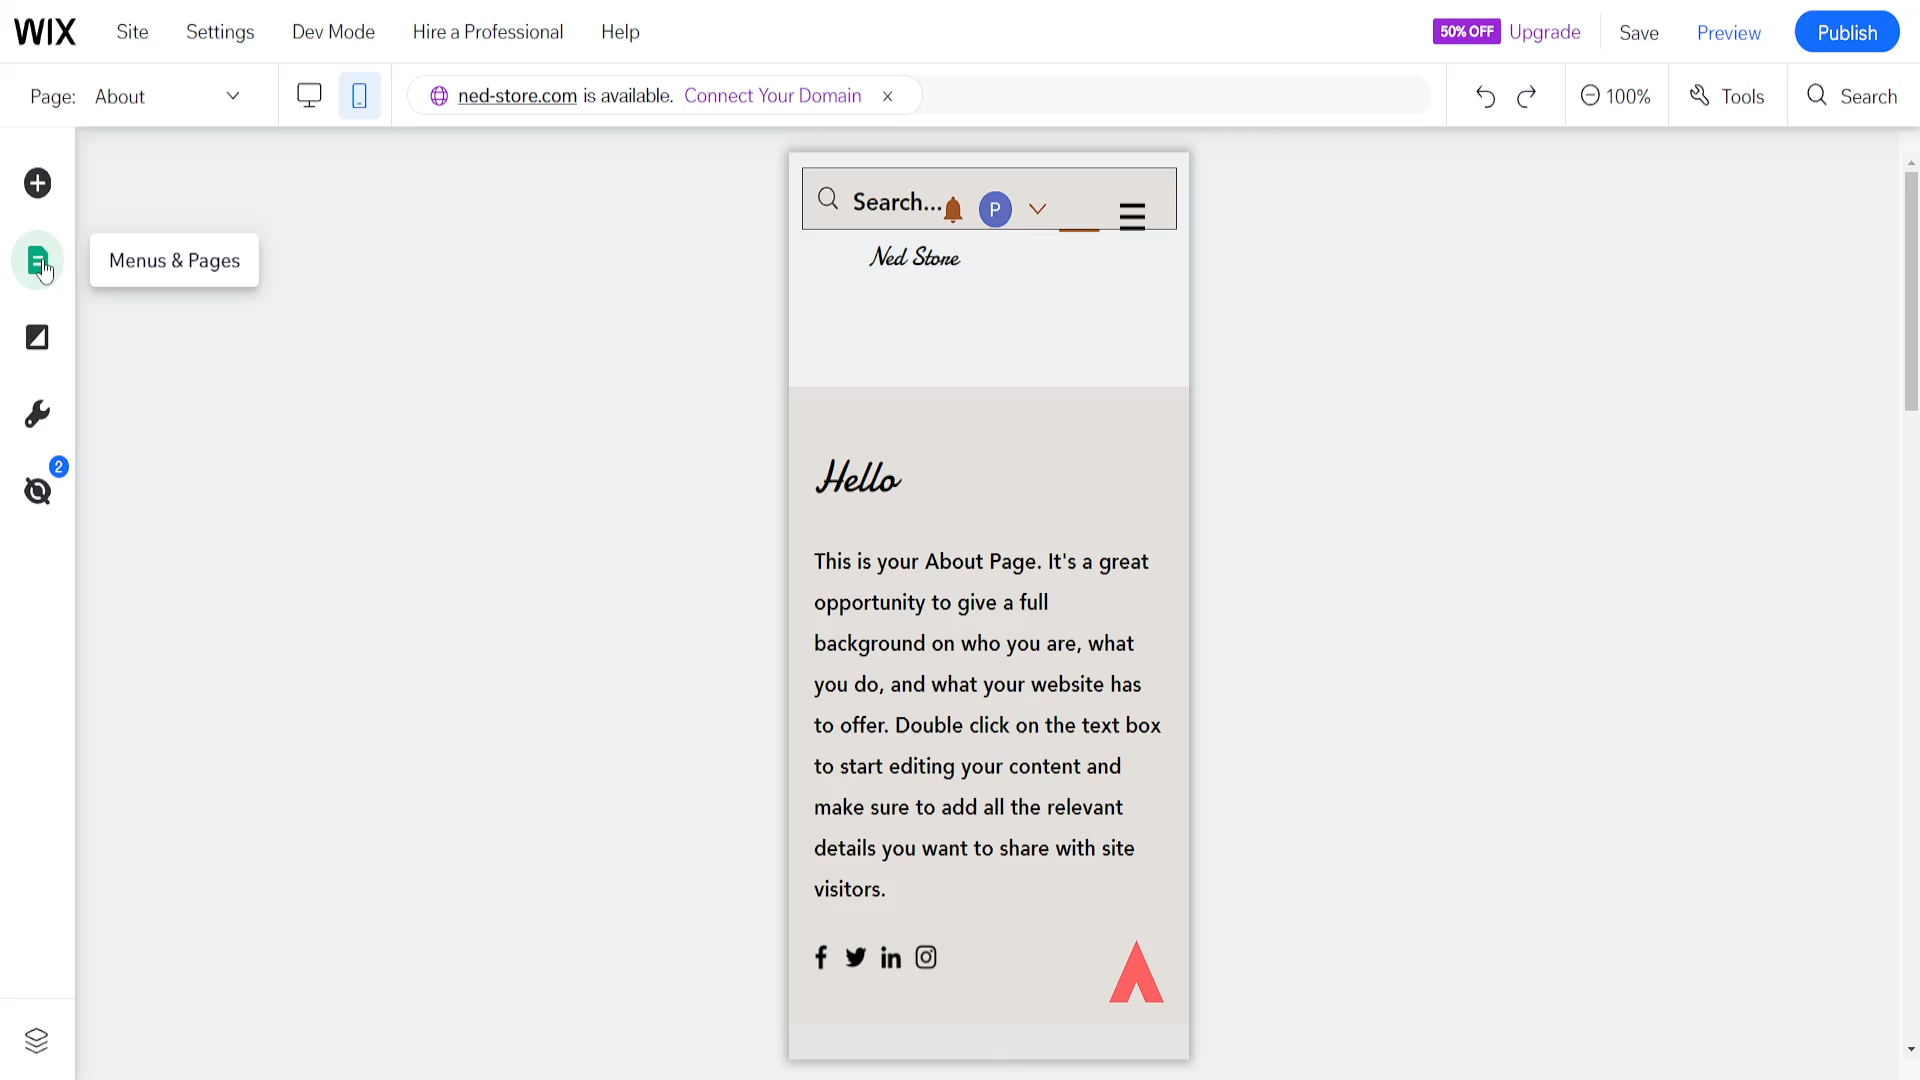 WIX Site Settings Dev Mode Hire a Professional Help 50% OFF Upgrade Save Preview Publish
Page: About ned-store.com is available. Connect Your Domain 100% Tools Search
Menus & Pages
2
Search... P
Ned Store
Hello
This is your About Page. It's a great
opportunity to give a full
background on who you are, what
you do, and what your website has
to offer. Double click on the text box
to start editing your content and
make sure to add all the relevant
details you want to share with site
visitors.